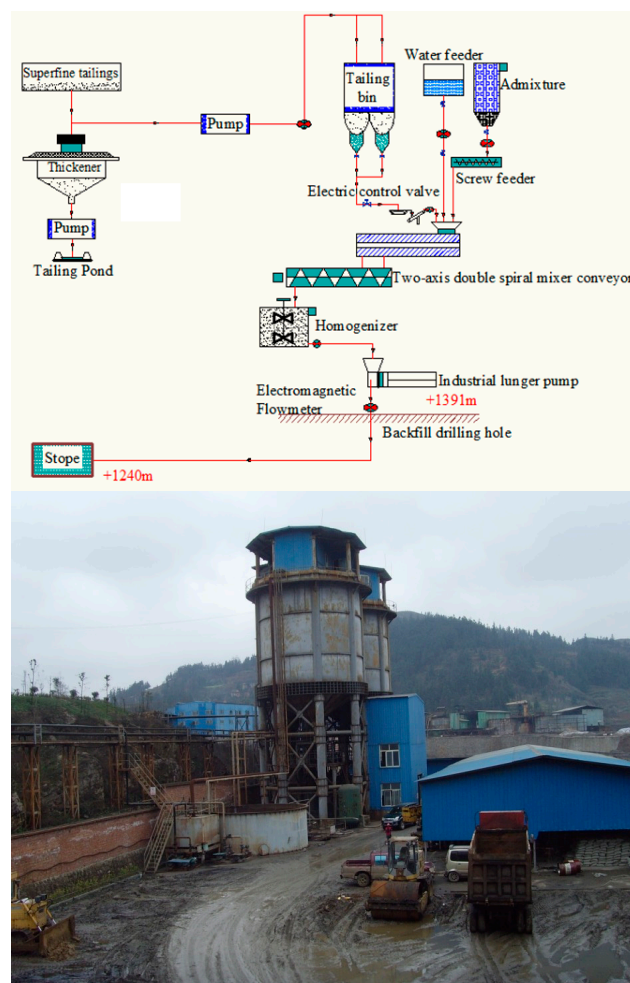 Water feeder
Superfine tailings
Tailing
bin
Admixture
Pump
Thickener
Screw feeder
Electric control valve
Pump
Tailing Pond
Two-axis double spiral mixer conveyor
Homogenizer
Industrial lunger pump
Electromagnetic
Flowmeter
+1391m
Backfill drilling hole
Stope
+1240m